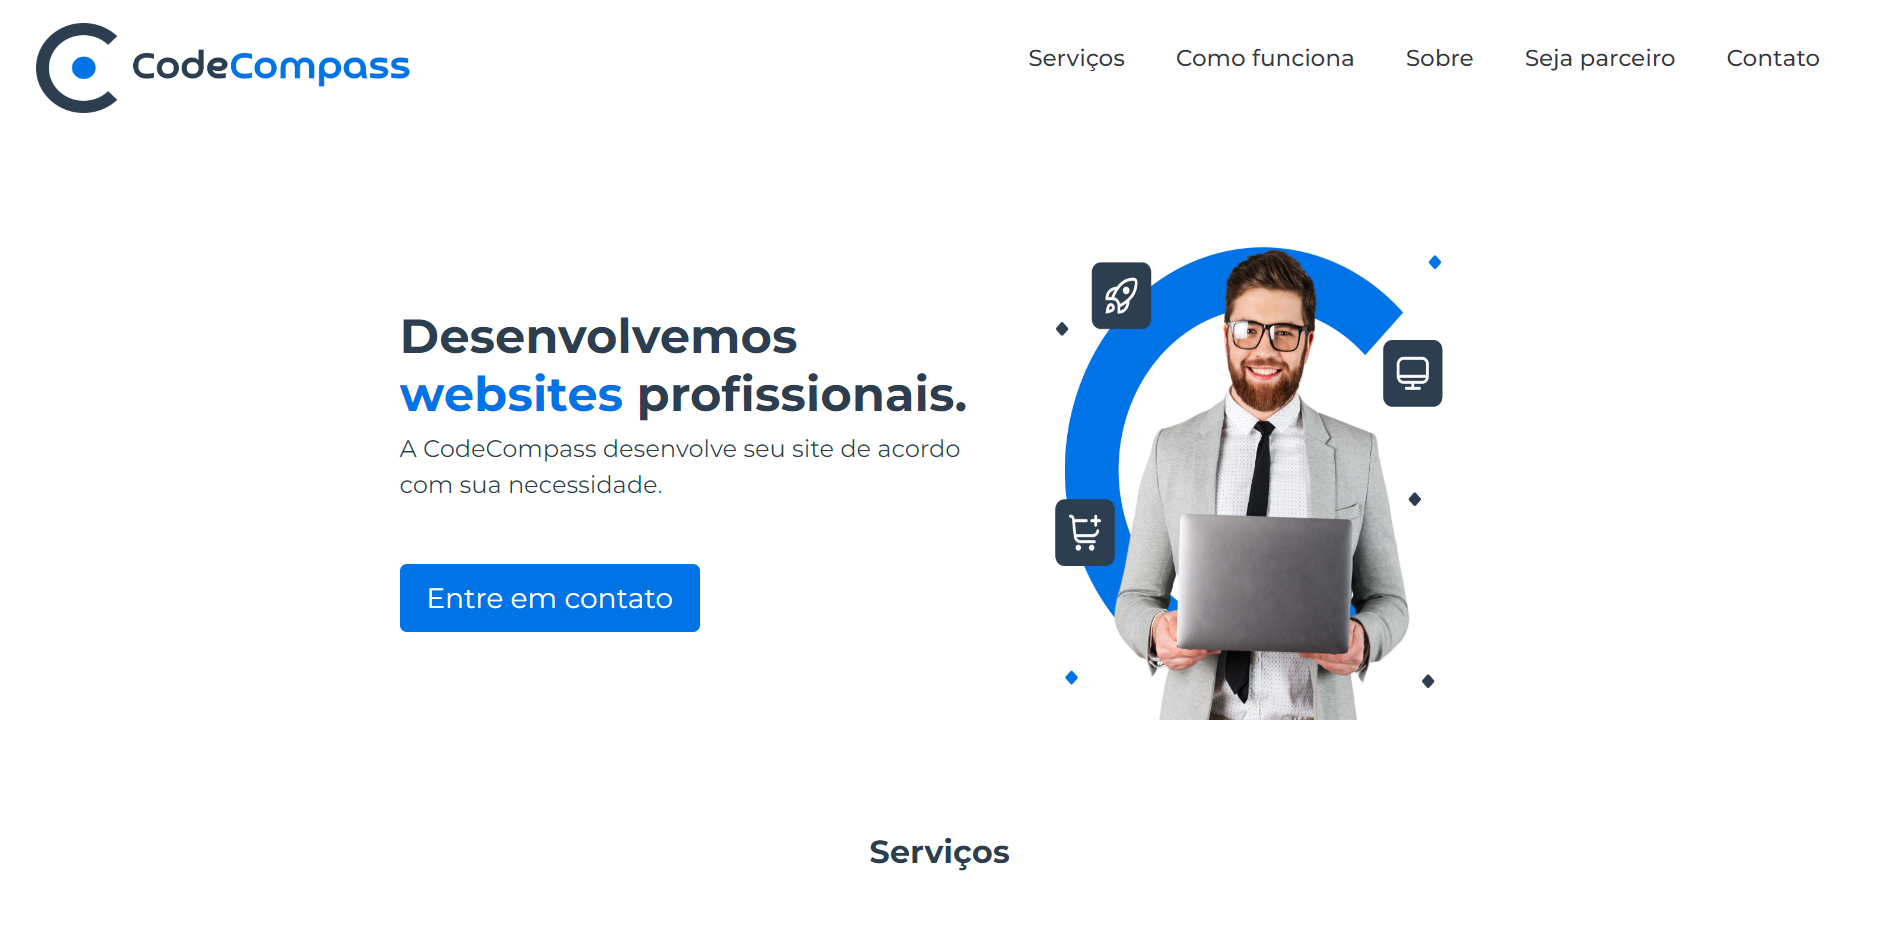 CodeCompass
Serviços
Como funciona
Sobre
Seja parceiro
Contato
Desenvolvemos
websites profissionais.
A CodeCompass desenvolve seu site de acordo
com sua necessidade.
Entre em contato
Serviços